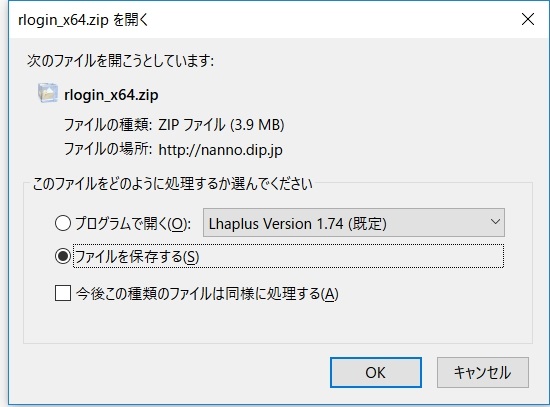 rlogin_x64.zip を開く
次のファイルを開こうとしています:
rlogin_x64.zip
ファイルの種類: ZIP ファイル (3.9 MB)
ファイルの場所: http://nanno.dip.jp
このファイルをどのように処理するか選んでください
プログラムで開く(O): Lhaplus Version 1.74 (既定)
ファイルを保存する(S)
今後この種類のファイルは同様に処理する(A)
OK キャンセル